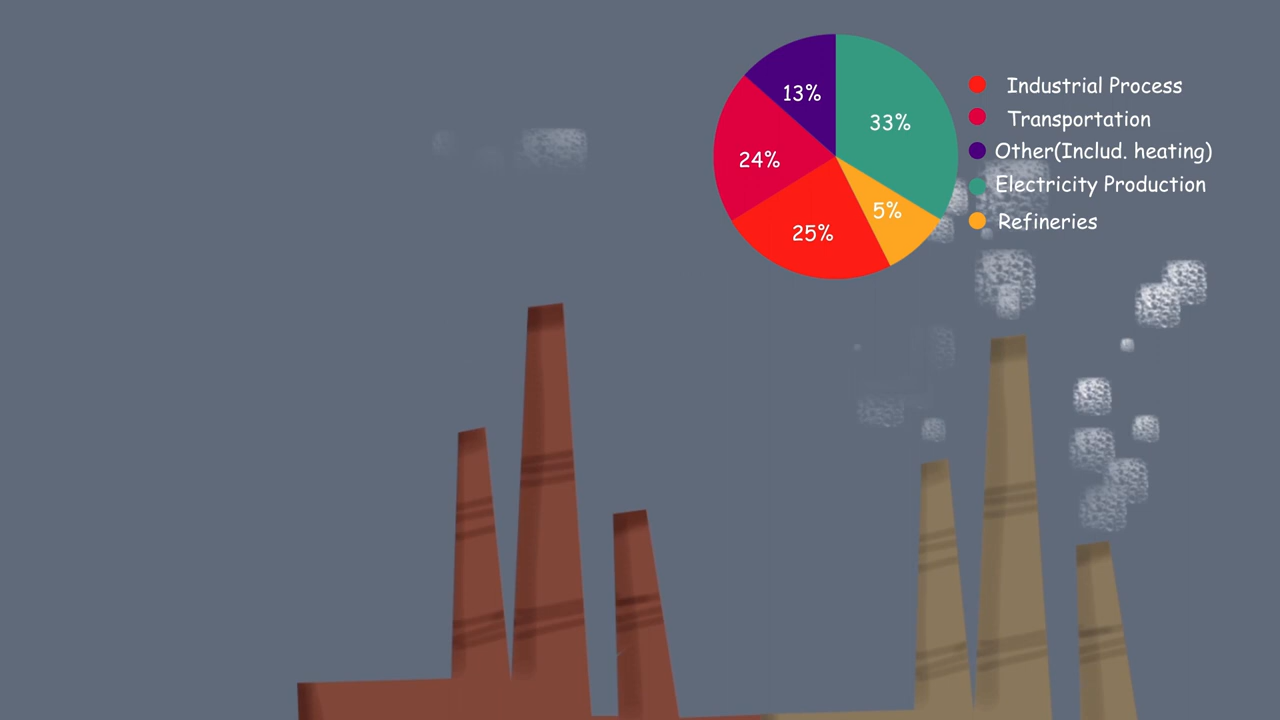 13%
33%
24%
5%
25%
Industrial Process
Transportation
Other(Includ. heating)
Electricity Production
Refineries